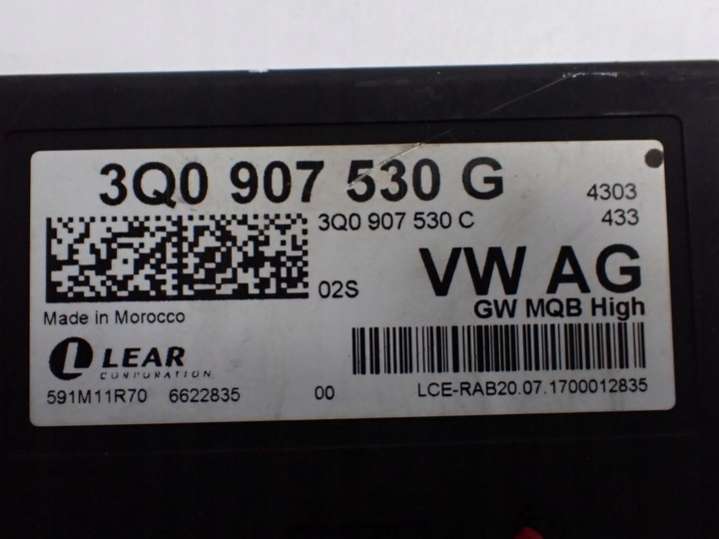 3Q0 907 530 G 4303
3Q0 907 530 C 433
VW AG
02S GW MQB High
Made in Morocco
LEAR
CORPORATION
591M11R70 6622835 00 LCE-RAB20.07.1700012835